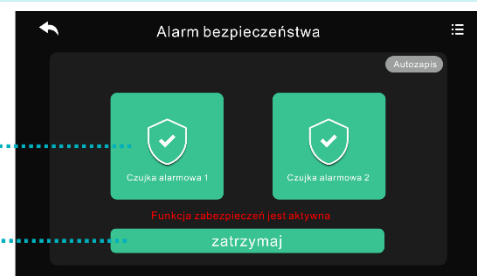 Alarm bezpieczeństwa
Autozapis
Czujka alarmowa 1
Czujka alarmowa 2
Funkcja zabezpieczeń jest aktywna
zatrzymaj